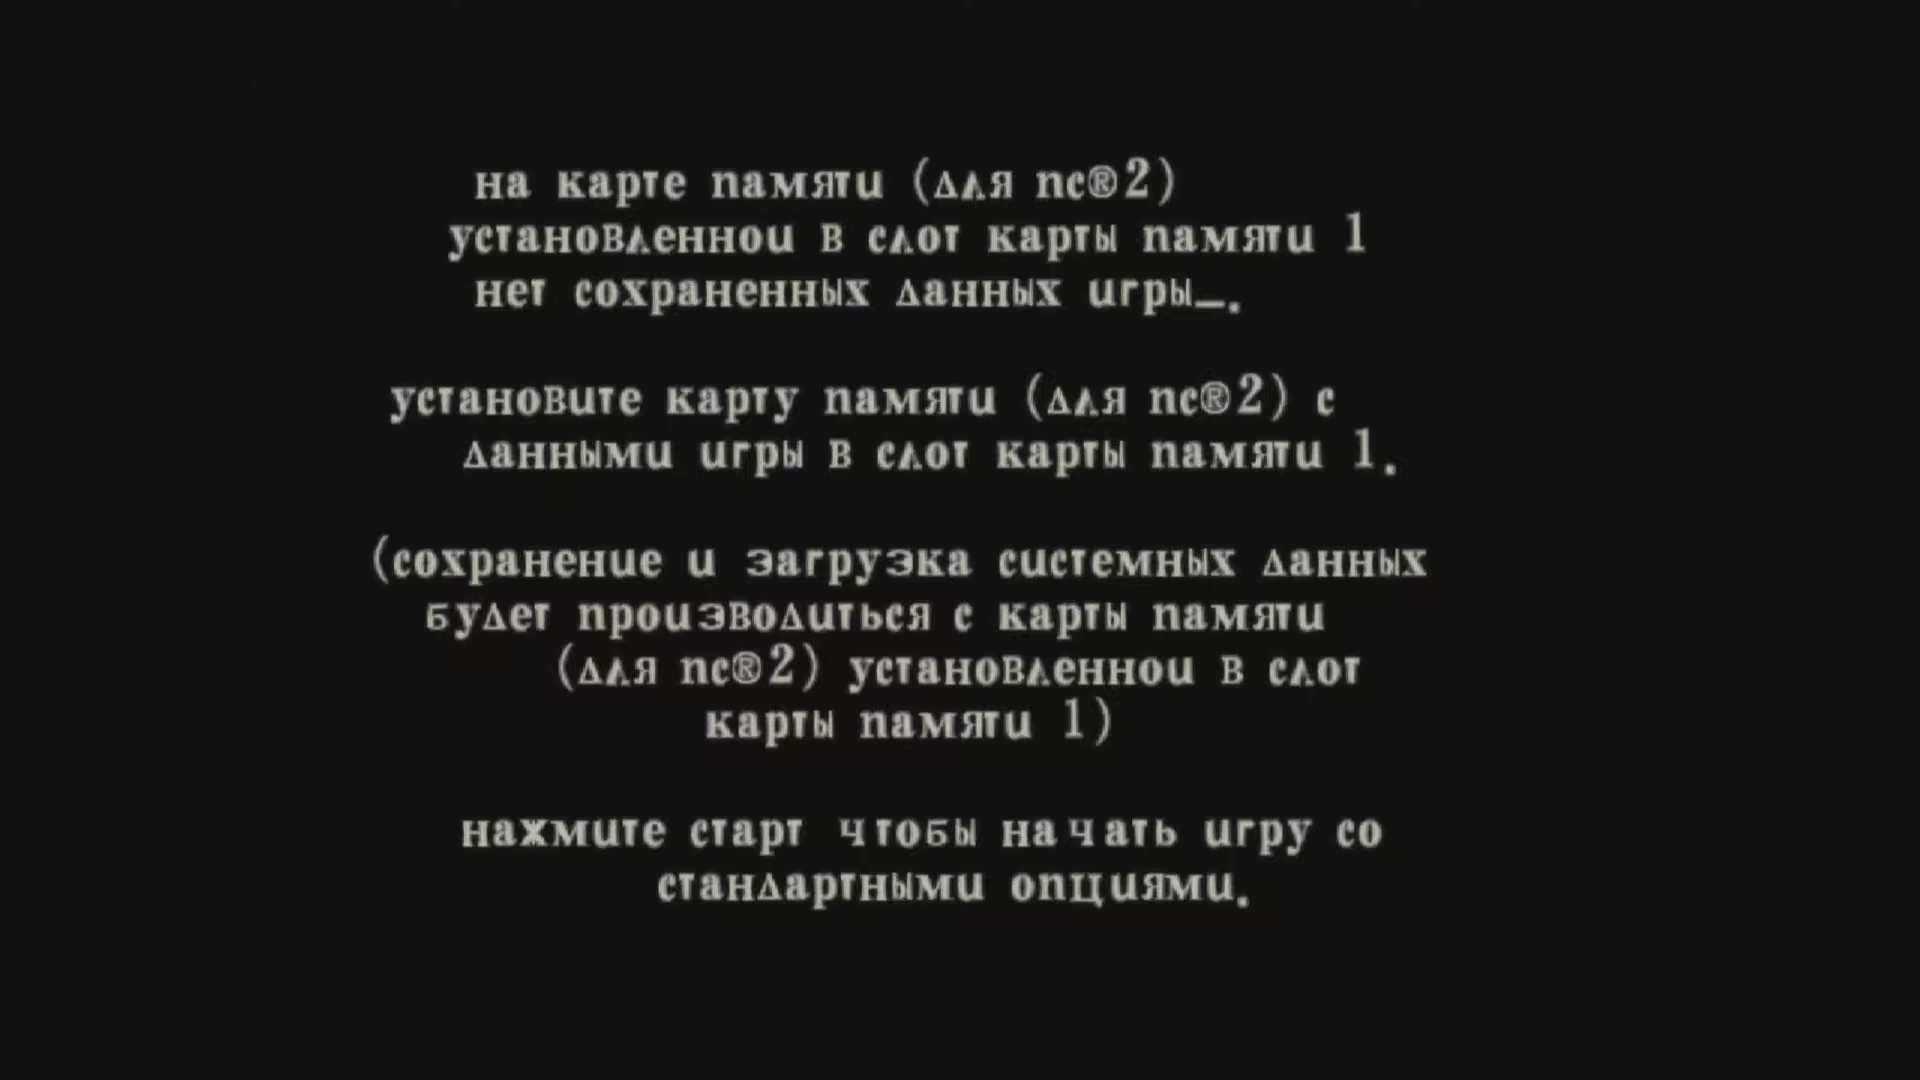 на карте памяти (для пс®2)
установленнои в слот карты памяти 1
нет сохраненных данных игры_.
установите карту памяти (для пс®2) с
данными игры в слот карты памяти 1.
(сохранение и загрузка системных данных
будет производиться с карты памяти
(для пс®2) установленнои в слот
карты памяти 1)
нажмите старт чтобы начать игру со
стандартными опциями.